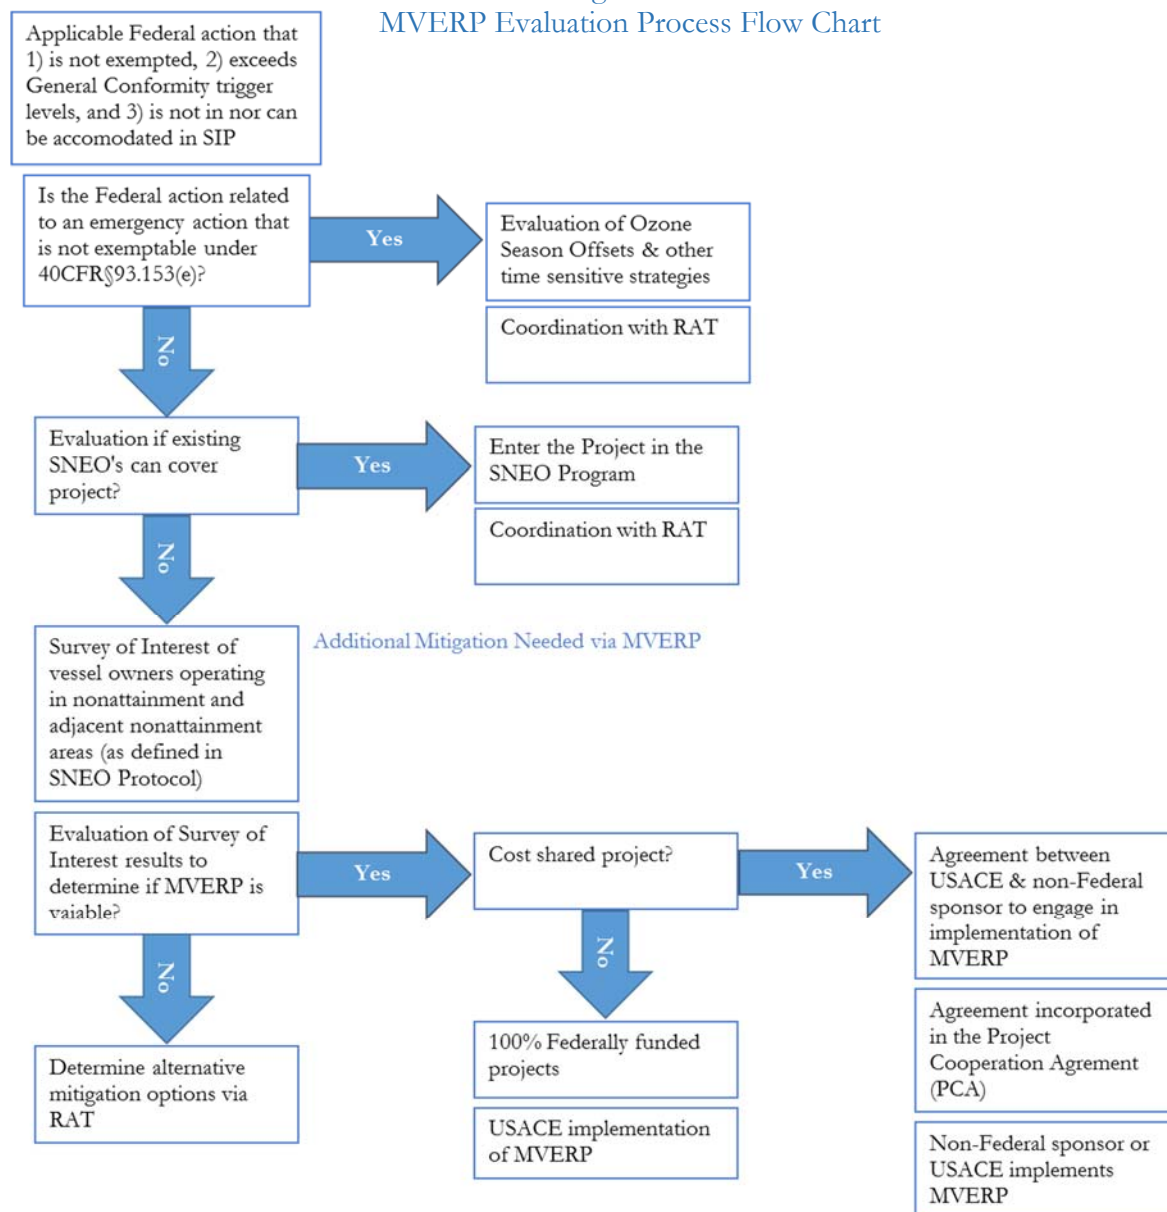 MVERP Evaluation Process Flow Chart
Applicable Federal action that
1) is not exempted, 2) exceeds
General Conformity trigger
levels, and 3) is not in nor can
be accomodated in SIP
Is the Federal action related
to an emergency action that
is not exemptable under
40CFR§93.153(e)?
Yes
Evaluation of Ozone
Season Offsets & other
time sensitive strategies
Coordination with RAT
No
Evaluation if existing
SNEO's can cover
project?
Yes
Enter the Project in the
SNEO Program
Coordination with RAT
No
Survey of Interest of
vessel owners operating
in nonattainment and
adjacent nonattainment
areas (as defined in
SNEO Protocol)
Additional Mitigation Needed via MVERP
Evaluation of Survey of
Interest results to
determine if MVERP is
vaiable?
Yes
Cost shared project?
Yes
Agreement between
USACE & non-Federal
sponsor to engage in
implementation of
MVERP
No
No
Agreement incorporated
in the Project
Cooperation Agrement
(PCA)
100% Federally funded
projects
Determine alternative
mitigation options via
RAT
USACE implementation
of MVERP
Non-Federal sponsor or
USACE implements
MVERP